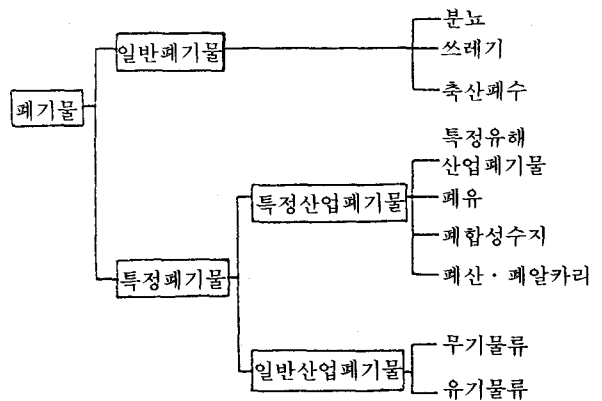 분뇨
일반폐기물
쓰레기
축산폐수
폐기물
특정유해
산업폐기물
특정산업폐기물
폐유
폐합성수지
특정폐기물
폐산 · 폐알카리
무기물류
일반산업폐기물
유기물류